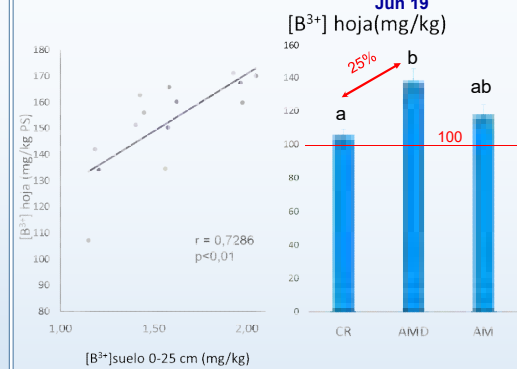 Jun 19
[B³⁺] hoja(mg/kg)
180
170
160
150
140
130
120
110
100
90
80
[B³⁺] hoja (mg/kg PS)
r = 0,7286
p<0,01
1,00
1,50
2,00
[B³⁺]suelo 0-25 cm (mg/kg)
160
140
120
100
80
60
40
20
0
25%
a
b
ab
100
CR
AMD
AM